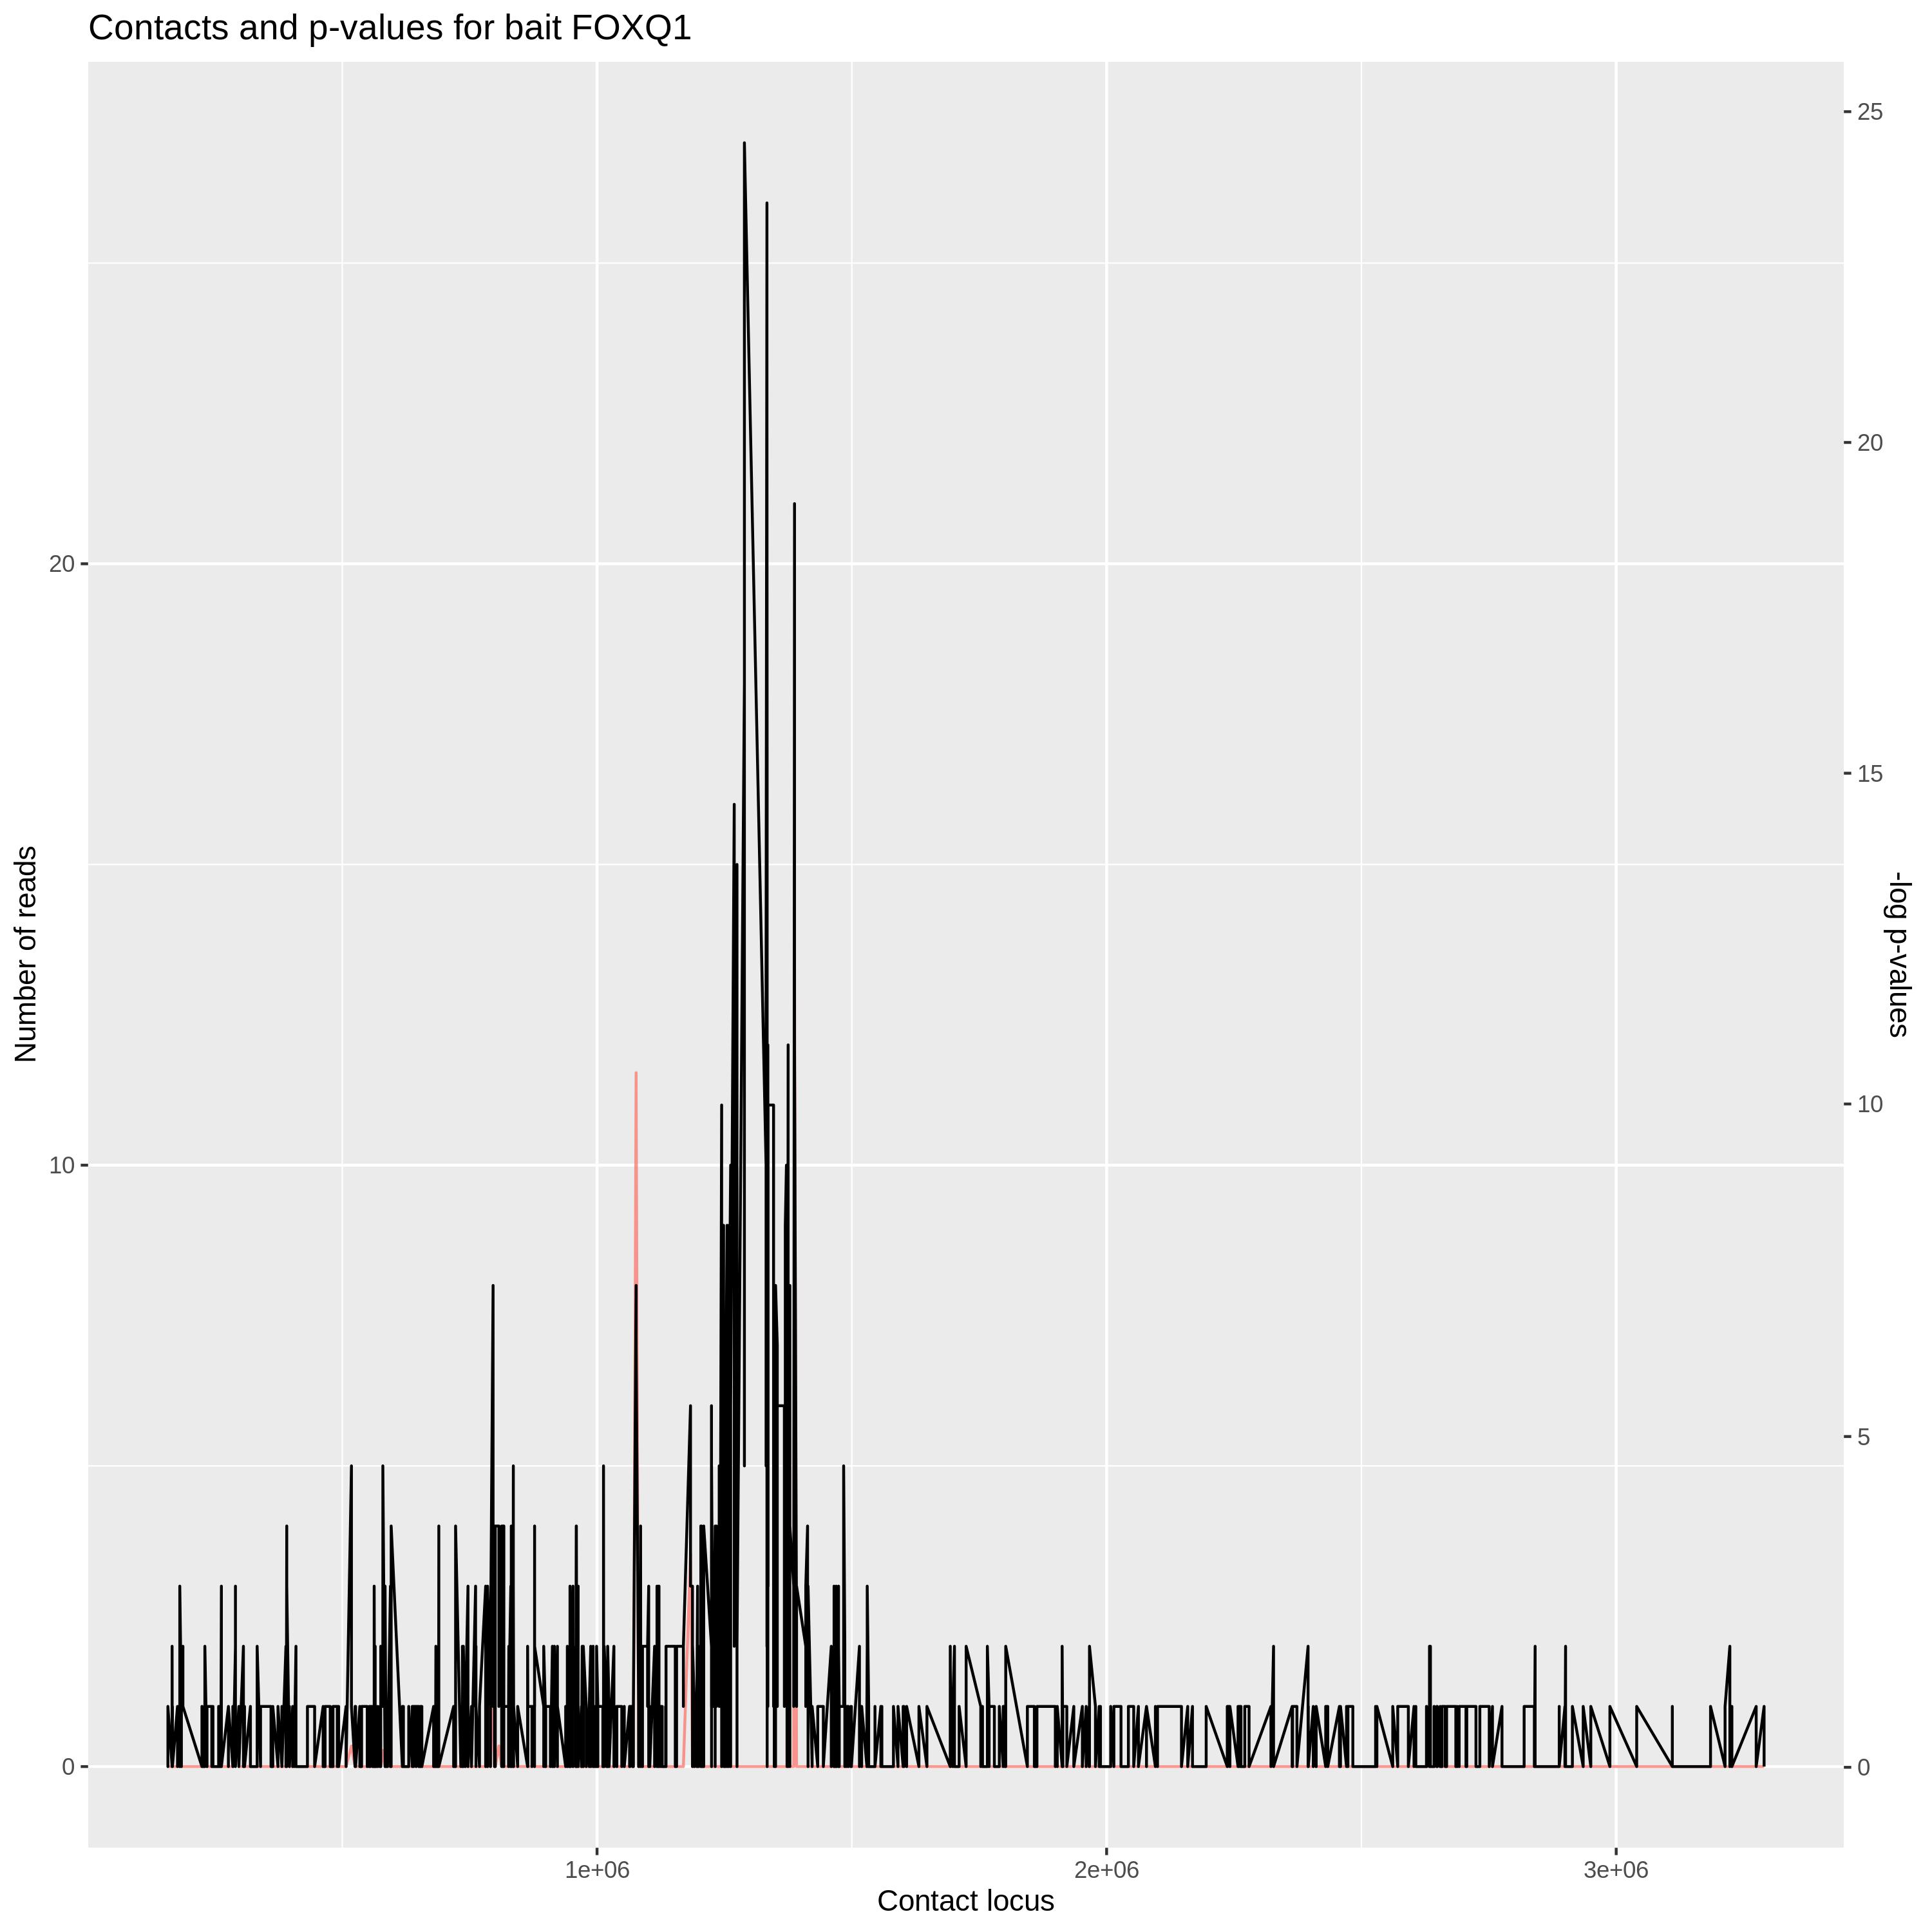 Contacts and p-values for bait FOXQ1
25
20
20
15
Number of reads
-log p-values
10
10
5
0
0
1e+06
2e+06
3e+06
Contact locus